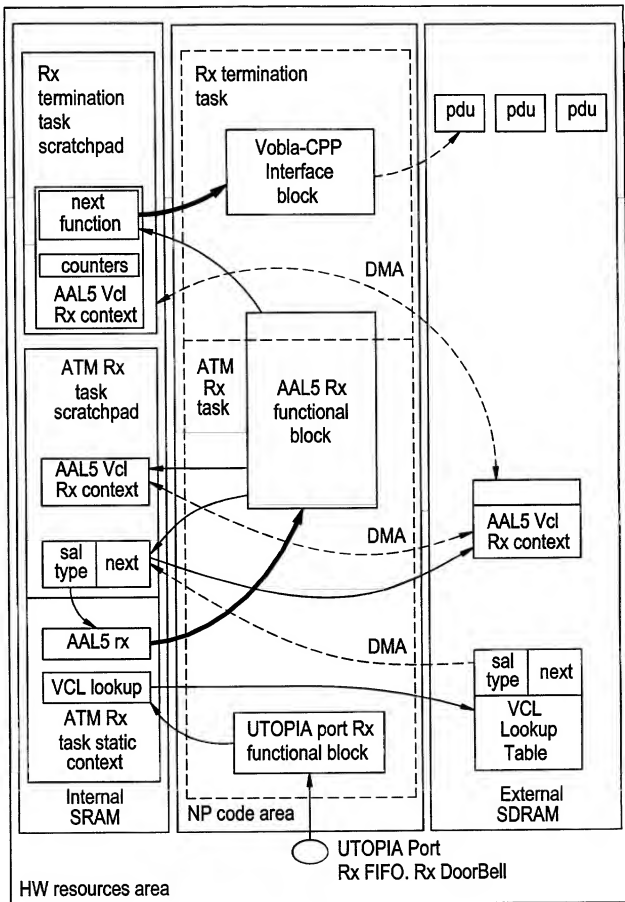 Rx
termination
task
scratchpad
next
function
counters
AAL5 Vcl
Rx context
ATM Rx
task
scratchpad
AAL5 Vcl
Rx context
sal
type
next
AAL5 rx
VCL lookup
ATM Rx
task static
context
Internal
SRAM
Rx termination
task
Vobla-CPP
Interface
block
DMA
ATM
Rx
task
AAL5 Rx
functional
block
DMA
DMA
UTOPIA port Rx
functional block
NP code area
pdu
pdu
pdu
AAL5 Vcl
Rx context
sal
type
next
VCL
Lookup
Table
External
SDRAM
UTOPIA Port
Rx FIFO. Rx DoorBell
HW resources area